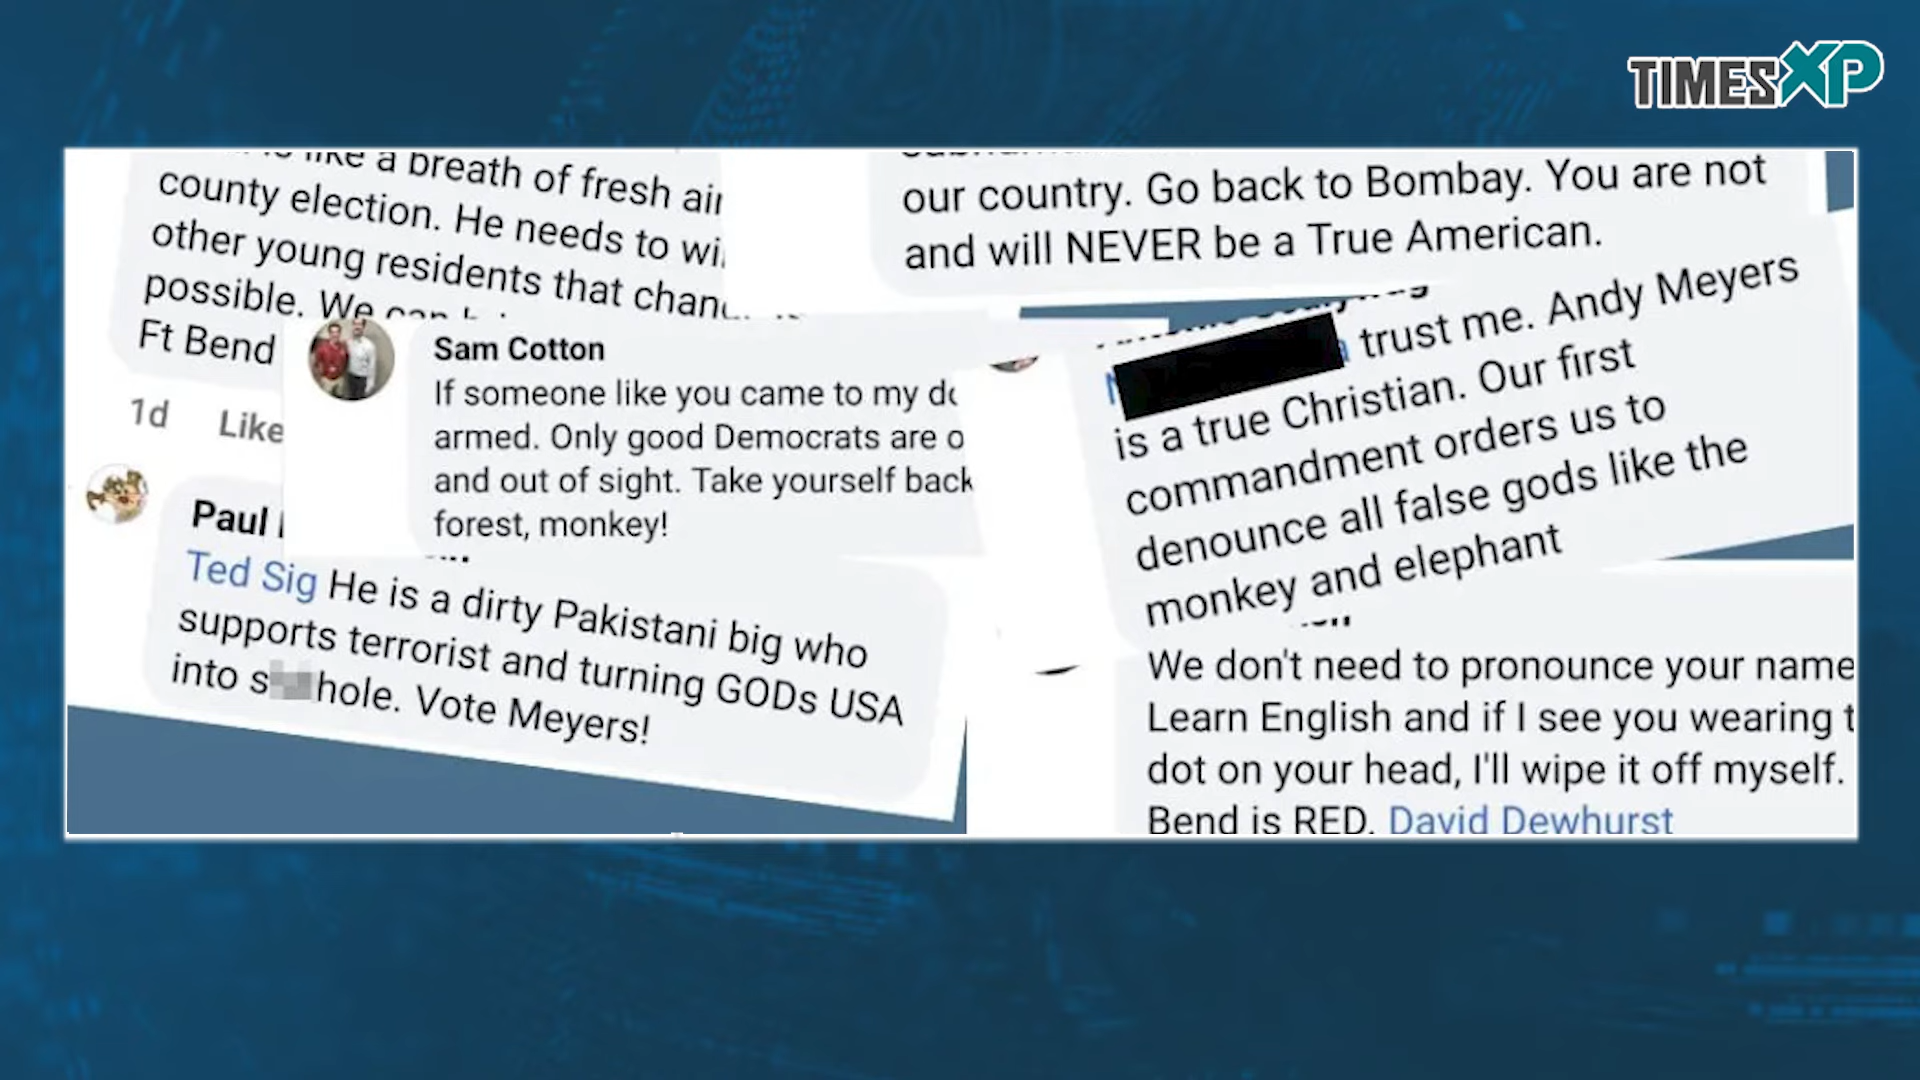 TIMESXP
like a breath of fresh air
county election. He needs to wi
other young residents that chan
possible. We can
Ft Bend
1d Like
Sam Cotton
If someone like you came to my do
armed. Only good Democrats are o
and out of sight. Take yourself back
forest, monkey!
Paul
Ted Sig He is a dirty Pakistani big who
supports terrorist and turning GODs USA
into s hole. Vote Meyers!
our country. Go back to Bombay. You are not
and will NEVER be a True American.
trust me. Andy Meyers
is a true Christian. Our first
commandment orders us to
denounce all false gods like the
monkey and elephant
We don't need to pronounce your name
Learn English and if I see you wearing t
dot on your head, I'll wipe it off myself.
Bend is RED. David Dewhurst